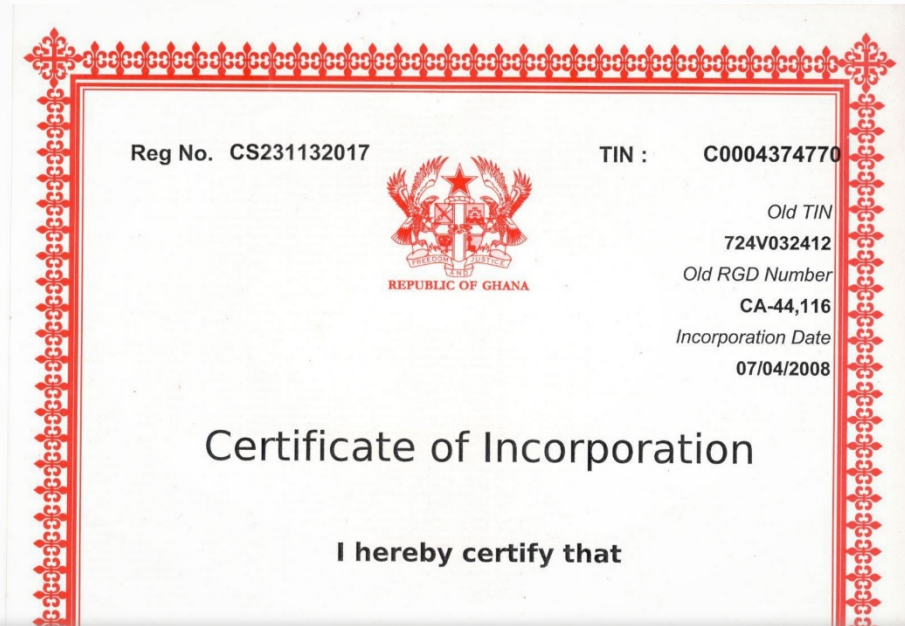 Reg No. CS231132017
TIN : C0004374770
Old TIN
724V032412
Old RGD Number
CA-44,116
Incorporation Date
07/04/2008
FREEDOM AND JUSTICE
REPUBLIC OF GHANA
Certificate of Incorporation
I hereby certify that